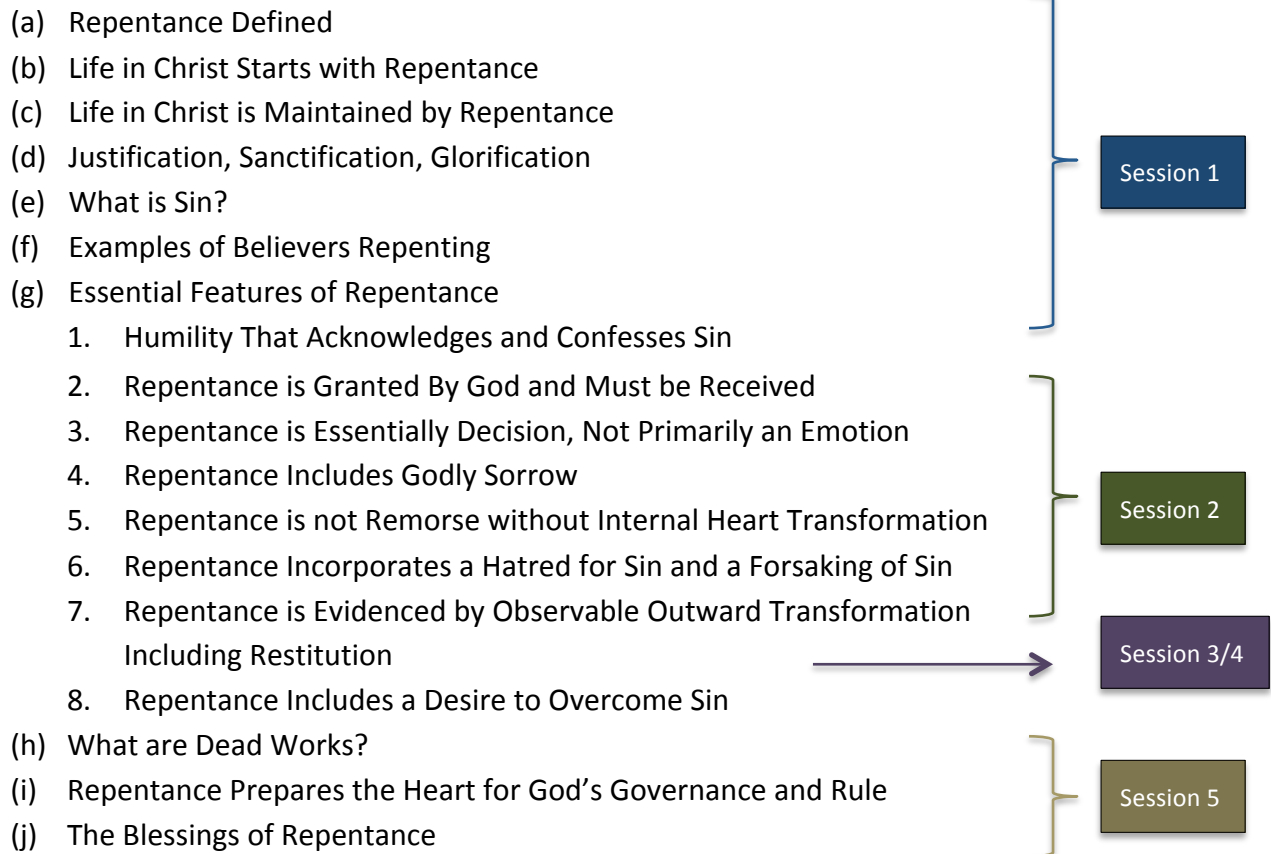 (a) Repentance Defined
(b) Life in Christ Starts with Repentance
(c) Life in Christ is Maintained by Repentance
(d) Justification, Sanctification, Glorification
Session 1
(e) What is Sin?
(f) Examples of Believers Repenting
(g) Essential Features of Repentance
1. Humility That Acknowledges and Confesses Sin
2. Repentance is Granted By God and Must be Received
3. Repentance is Essentially Decision, Not Primarily an Emotion
4. Repentance Includes Godly Sorrow
5. Repentance is not Remorse without Internal Heart Transformation
Session 2
6. Repentance Incorporates a Hatred for Sin and a Forsaking of Sin
7. Repentance is Evidenced by Observable Outward Transformation
Including Restitution
Session 3/4
8. Repentance Includes a Desire to Overcome Sin
(h) What are Dead Works?
(i) Repentance Prepares the Heart for God’s Governance and Rule
Session 5
(j) The Blessings of Repentance